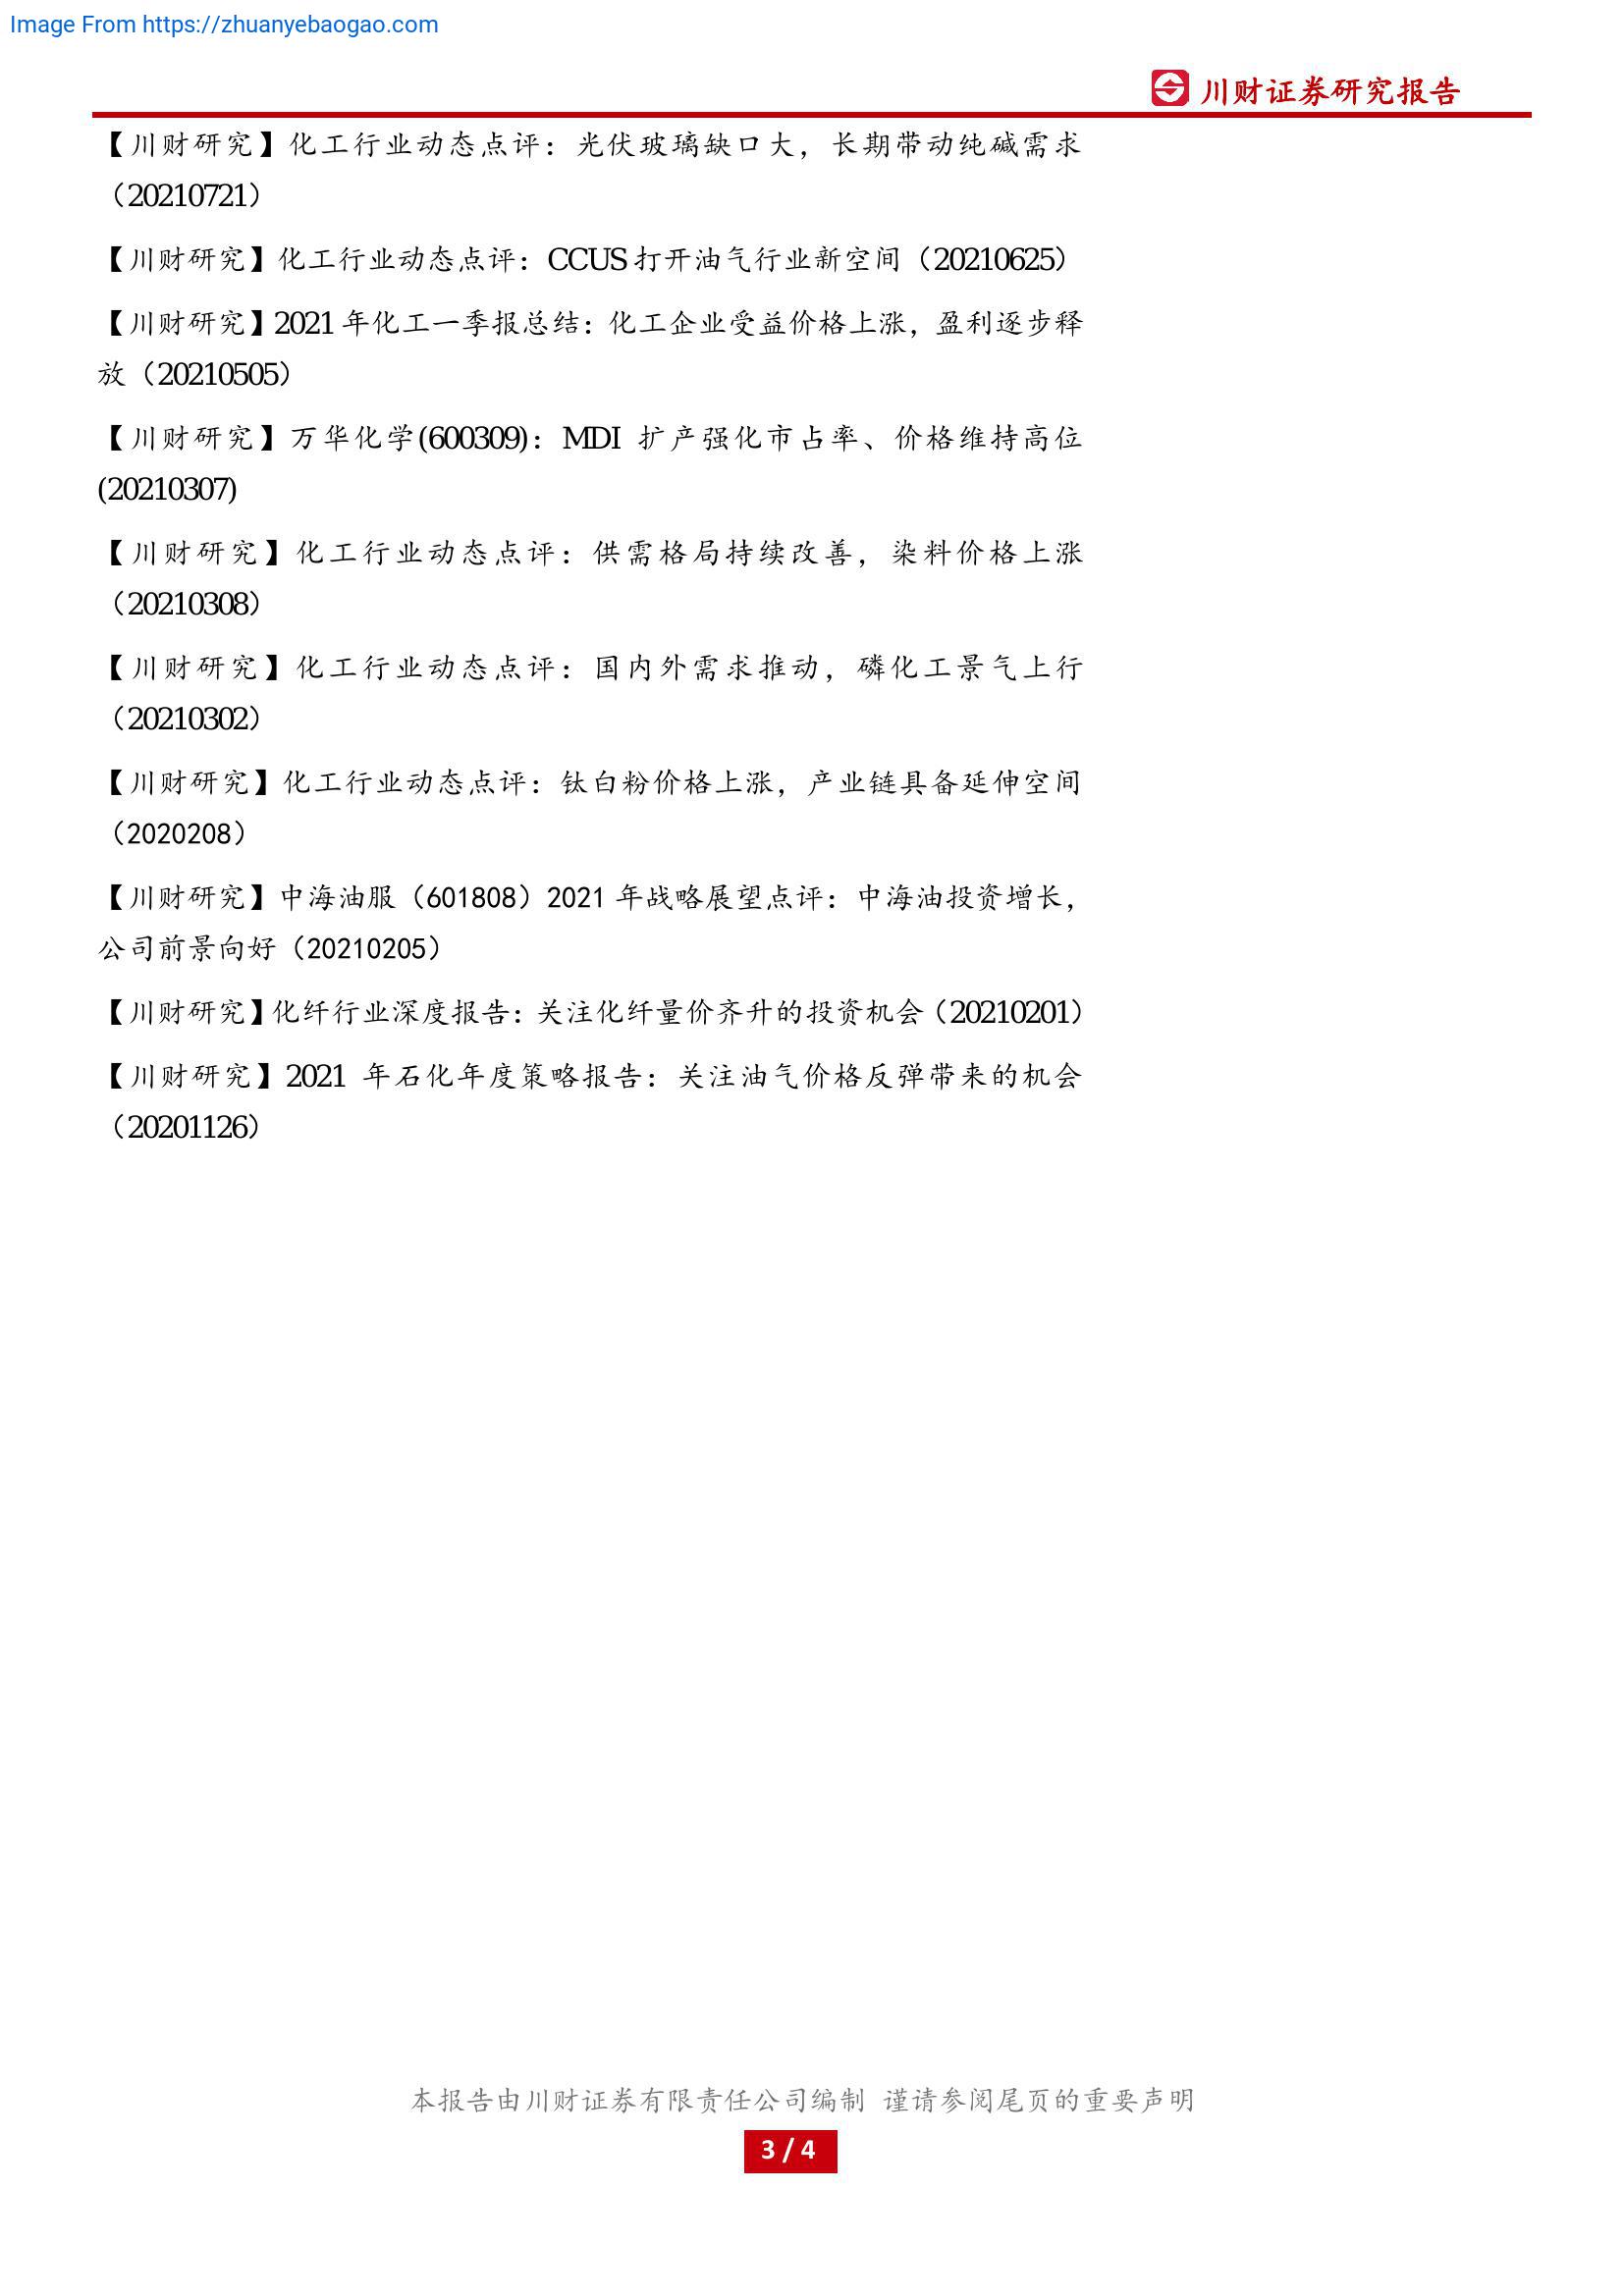 Image From https://zhuanyebaogao.com
川财证券研究报告
【川财研究】化工行业动态点评：光伏玻璃缺口大，长期带动纯碱需求
（20210721）
【川财研究】化工行业动态点评：CCUS 打开油气行业新空间（20210625）
【川财研究】2021 年化工一季报总结：化工企业受益价格上涨，盈利逐步释
放（20210505）
【川财研究】万华化学(600309)：MDI 扩产强化市占率、价格维持高位
(20210307)
【川财研究】化工行业动态点评：供需格局持续改善，染料价格上涨
（20210308）
【川财研究】化工行业动态点评：国内外需求推动，磷化工景气上行
（20210302）
【川财研究】化工行业动态点评：钛白粉价格上涨，产业链具备延伸空间
（2020208）
【川财研究】中海油服（601808）2021 年战略展望点评：中海油投资增长，
公司前景向好（20210205）
【川财研究】化纤行业深度报告：关注化纤量价齐升的投资机会（20210201）
【川财研究】2021 年石化年度策略报告：关注油气价格反弹带来的机会
（20201126）
本报告由川财证券有限责任公司编制 谨请参阅尾页的重要声明
3 / 4